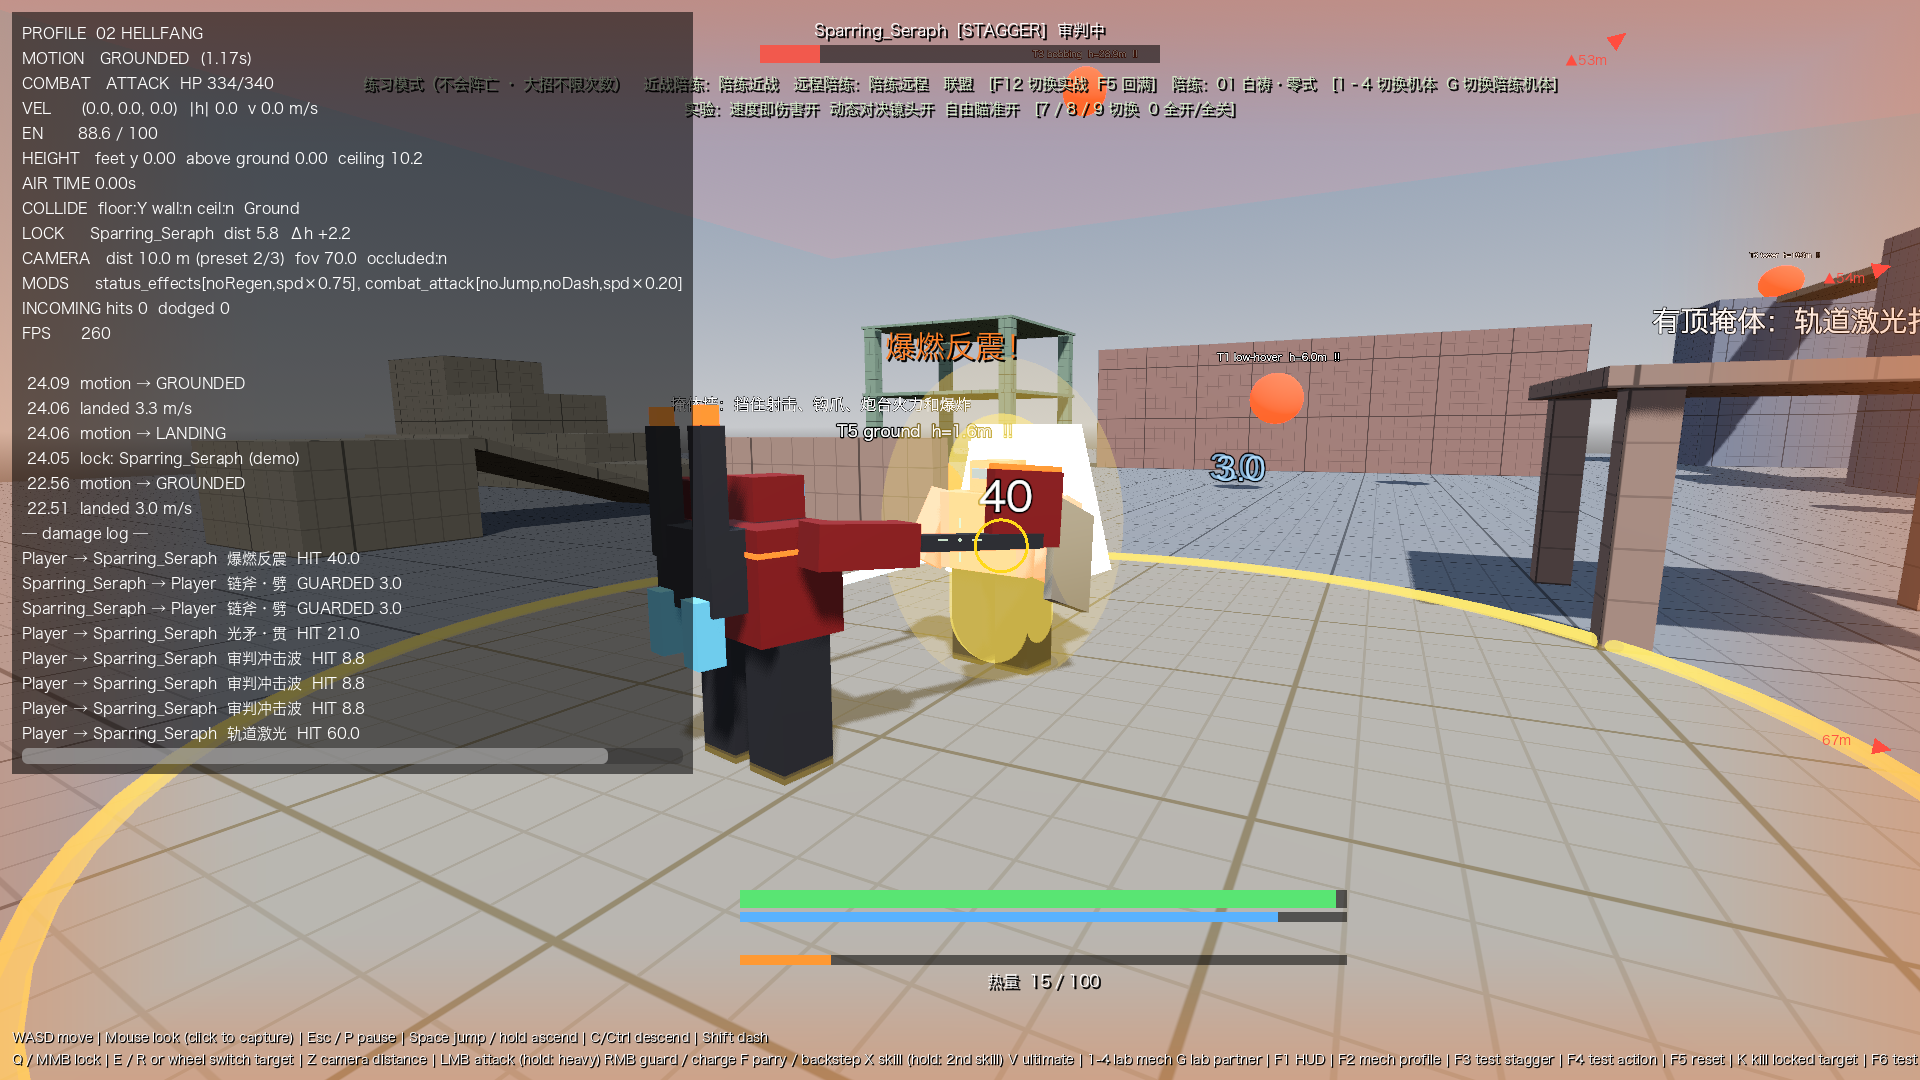 PROFILE 02 HELLFANG
MOTION GROUNDED (1.17s)
COMBAT ATTACK HP 334/340
VEL (0.0, 0.0, 0.0) |h| 0.0 v 0.0 m/s
EN 88.6 / 100
HEIGHT feet y 0.00 above ground 0.00 ceiling 10.2
AIR TIME 0.00s
COLLIDE floor:Y wall:n ceil:n Ground
LOCK Sparring_Seraph dist 5.8 Δh +2.2
CAMERA dist 10.0 m (preset 2/3) fov 70.0 occluded:n
MODS status_effects[noRegen,spd×0.75], combat_attack[noJump,noDash,spd×0.20]
INCOMING hits 0 dodged 0
FPS 260
24.09 motion → GROUNDED
24.06 landed 3.3 m/s
24.06 motion → LANDING
24.05 lock: Sparring_Seraph (demo)
22.56 motion → GROUNDED
22.51 landed 3.0 m/s
— damage log —
Player → Sparring_Seraph 爆燃反震 HIT 40.0
Sparring_Seraph → Player 链斧·劈 GUARDED 3.0
Sparring_Seraph → Player 链斧·劈 GUARDED 3.0
Player → Sparring_Seraph 光矛·贯 HIT 21.0
Player → Sparring_Seraph 审判冲击波 HIT 8.8
Player → Sparring_Seraph 审判冲击波 HIT 8.8
Player → Sparring_Seraph 审判冲击波 HIT 8.8
Player → Sparring_Seraph 轨道激光 HIT 60.0
Sparring_Seraph [STAGGER] 审判中
练习模式（不会阵亡 · 大招不限次数） 近战陪练：陪练近战 远程陪练：陪练远程 联盟 [F12 切换实战 F5 回满] 陪练：01 白涛·零式 [1-4 切换机体 G 切换陪练机体]
实验：速度即伤害开 动态对决镜头开 自由瞄准开 [7 / 8 / 9 切换 0 全开/全关]
▲53m
▲54m
有顶掩体：轨道激光
爆燃反震！
T1 low-hover h=6.0m !!
挡住射击、钩爪、炮台火力和爆炸
T5 ground h=1.6m !!
3.0
40
67m
热量 15 / 100
WASD move | Mouse look (click to capture) | Esc / P pause | Space jump / hold ascend | C/Ctrl descend | Shift dash
Q / MMB lock | E / R or wheel switch target | Z camera distance | LMB attack (hold: heavy) RMB guard / charge F parry / backstep X skill (hold: 2nd skill) V ultimate | 1-4 lab mech G lab partner | F1 HUD | F2 mech profile | F3 test stagger | F4 test action | F5 reset | K kill locked target | F6 test